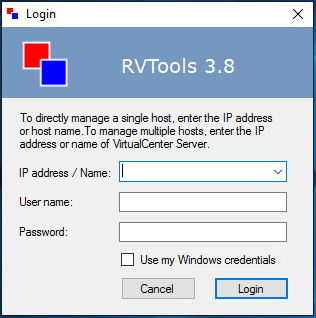 Login
RVTools 3.8
To directly manage a single host, enter the IP address
or host name.To manage multiple hosts, enter the IP
address or name of VirtualCenter Server.
IP address / Name:
User name:
Password:
Use my Windows credentials
Cancel Login